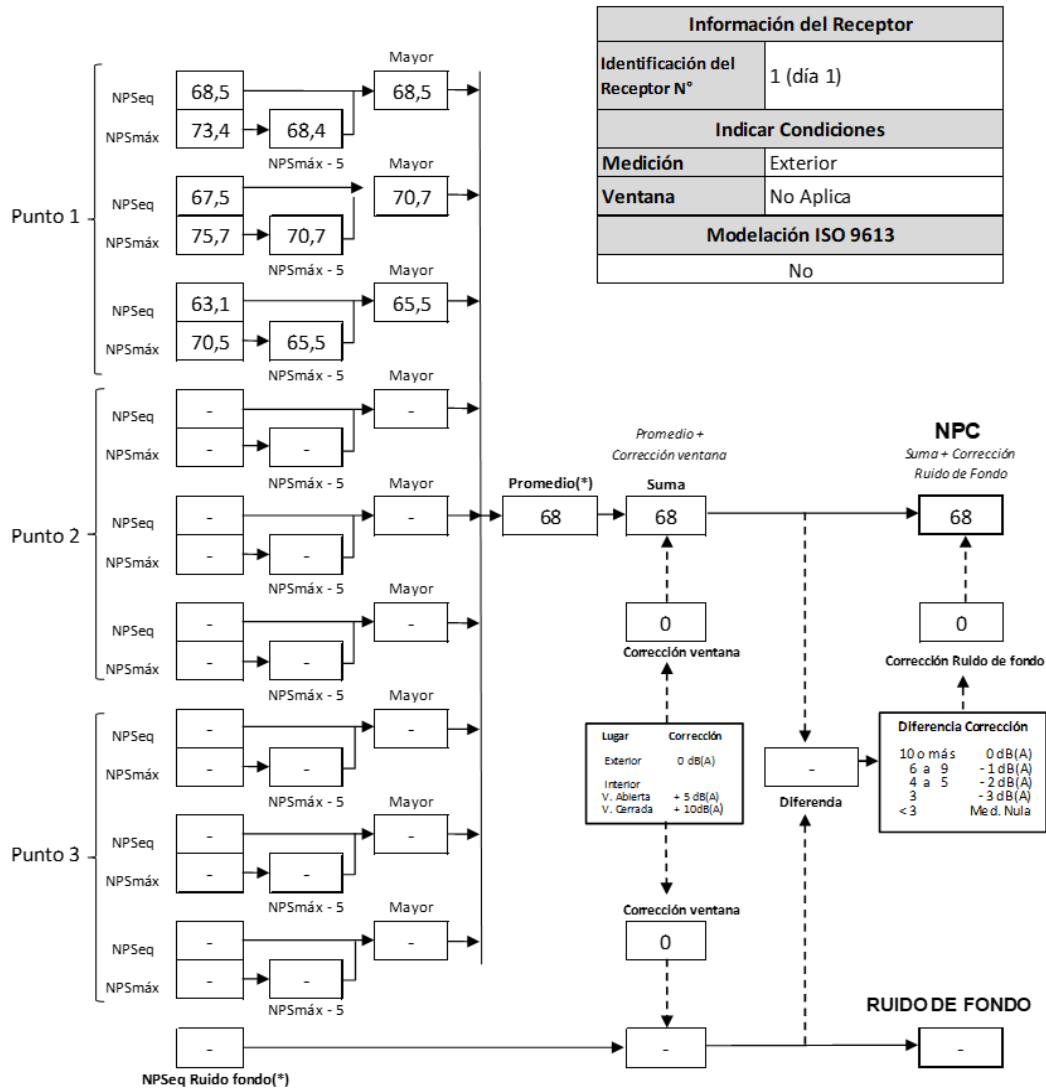 Información del Receptor
Identificación del Receptor N°
1 (día 1)
Indicar Condiciones
Medición
Exterior
Ventana
No Aplica
Modelación ISO 9613
No
Punto 1
Mayor
NPSeq
68,5
68,5
NPSmáx
73,4
68,4
NPSmáx - 5
Mayor
NPSeq
67,5
70,7
NPSmáx
75,7
70,7
NPSmáx - 5
Mayor
NPSeq
63,1
65,5
NPSmáx
70,5
65,5
NPSmáx - 5
Punto 2
Mayor
NPSeq
-
-
NPSmáx
-
-
NPSmáx - 5
Mayor
NPSeq
-
-
NPSmáx
-
-
NPSmáx - 5
Mayor
NPSeq
-
-
NPSmáx
-
-
NPSmáx - 5
Punto 3
Mayor
NPSeq
-
-
NPSmáx
-
-
NPSmáx - 5
Mayor
NPSeq
-
-
NPSmáx
-
-
NPSmáx - 5
Mayor
NPSeq
-
-
NPSmáx
-
-
NPSmáx - 5
-
NPSeq Ruido fondo(*)
Promedio(*)
68
Promedio +
Corrección ventana
Suma
68
0
Corrección ventana
Lugar Corrección
Exterior 0 dB(A)
Interior
V. Abierta + 5 dB(A)
V. Cerrada + 10dB(A)
Corrección ventana
0
-
NPC
Suma + Corrección
Ruido de Fondo
68
0
Corrección Ruido de fondo
-
Diferenda
Diferencia Corrección
10 o más 0 dB(A)
6 a 9 - 1 dB(A)
4 a 5 - 2 dB(A)
3 - 3 dB(A)
< 3 Med. Nula
RUIDO DE FONDO
-